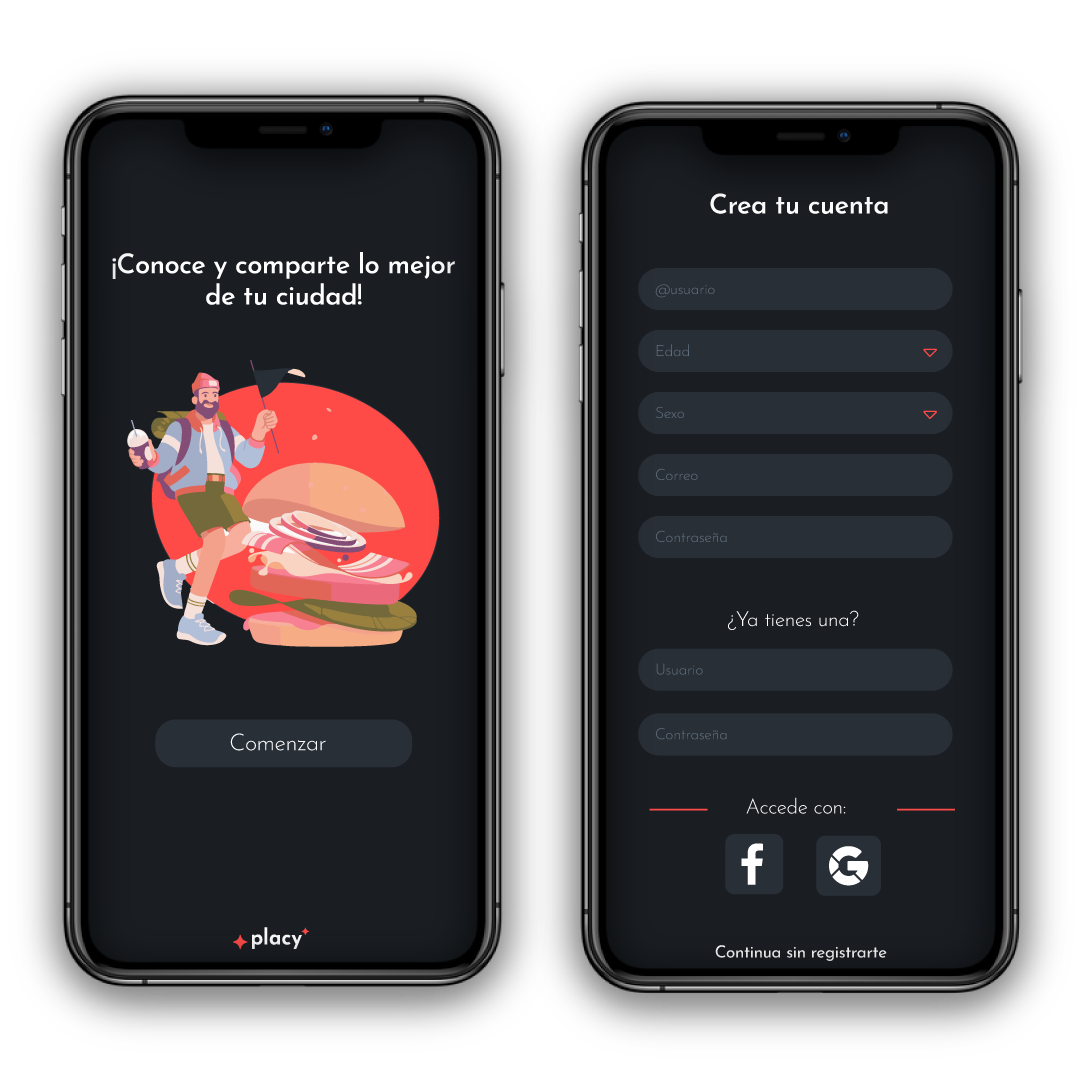 ¡Conoce y comparte lo mejor
de tu ciudad!
Comenzar
placy
Crea tu cuenta
@usuario
Edad
Sexo
Correo
Contraseña
¿Ya tienes una?
Usuario
Contraseña
Accede con:
f G
Continua sin registrarte